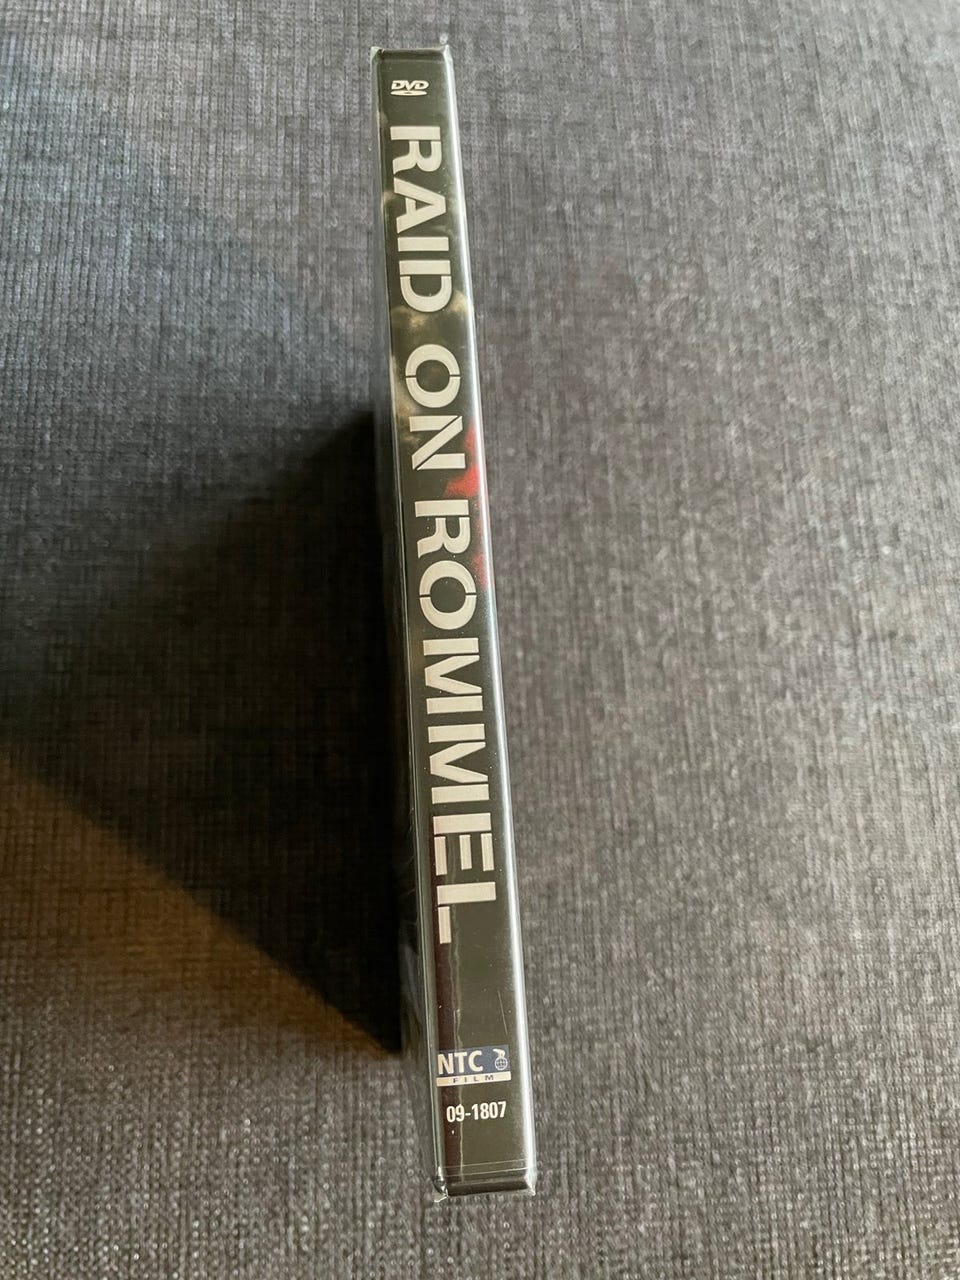 DVD
RAID ON ROMMEL
NTC
FILM
09-1807